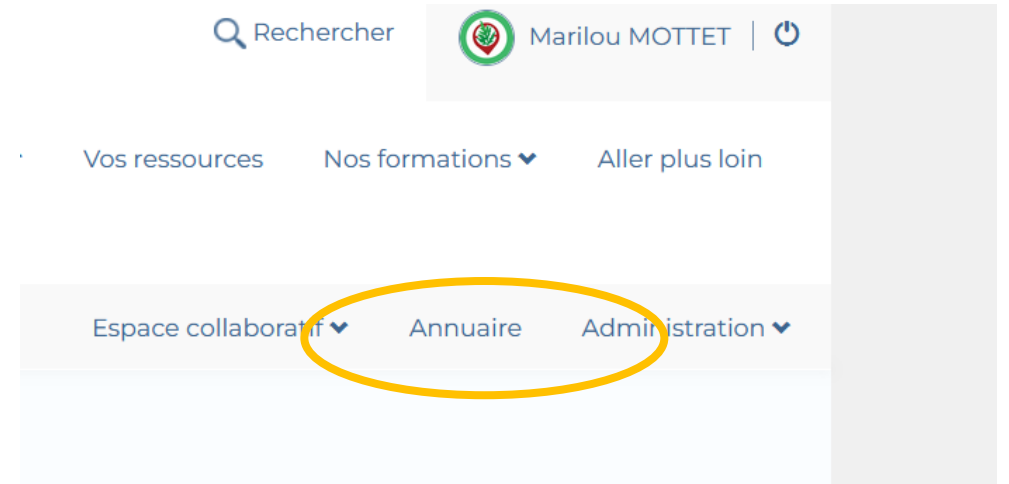 Rechercher
Marilou MOTTET |
Vos ressources Nos formations Aller plus loin
Espace collaboratif Annuaire Administration